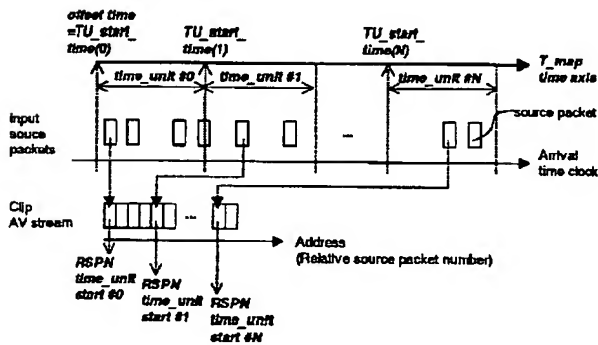 offset time
=TU_start_
time(0)
TU_start_
time(1)
TU_start_
time(N)
T_map
time axis
time_unit #0
time_unit #1
time_unit #N
source packet
Input
souce
packets
...
Arrival
time clock
Clip
AV stream
...
Address
(Relative source packet number)
RSPN
time_unit
start #0
RSPN
time_unit
start #1
RSPN
time_unit
start #N